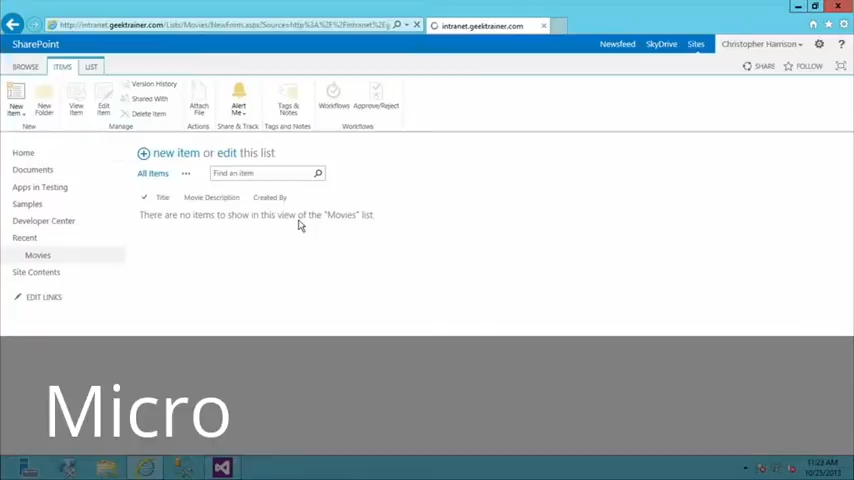 http://intranet.geektrainer.com/Lists/Movies/NewForm.aspx?Source=http%3A%2F%2Fintranet%2Eg
intranet.geektrainer.com
SharePoint
Newsfeed SkyDrive Sites Christopher Harrison
BROWSE ITEMS LIST
SHARE FOLLOW
New Item
New Folder
View Item
Edit Item
Version History
Shared With
Delete Item
Attach File
Alert Me
Tags & Notes
Workflows
Approve/Reject
New Manage Actions Share & Track Tags and Notes Workflows
Home
Documents
Apps in Testing
Samples
Developer Center
Recent
Movies
Site Contents
EDIT LINKS
new item or edit this list
All Items ... Find an item
Title Movie Description Created By
There are no items to show in this view of the "Movies" list
Micro
11:23 AM
10/25/2013